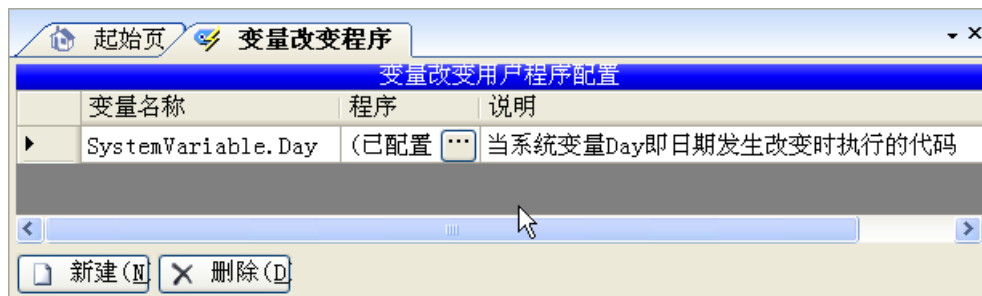 起始页 变量改变程序
变量改变用户程序配置
变量名称 程序 说明
SystemVariable.Day (已配置 ... 当系统变量Day即日期发生改变时执行的代码
新建(N 删除(D